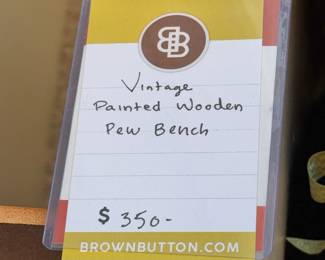 BB
Vintage
Painted Wooden
Pew Bench
$ 350-
BROWNBUTTON.COM